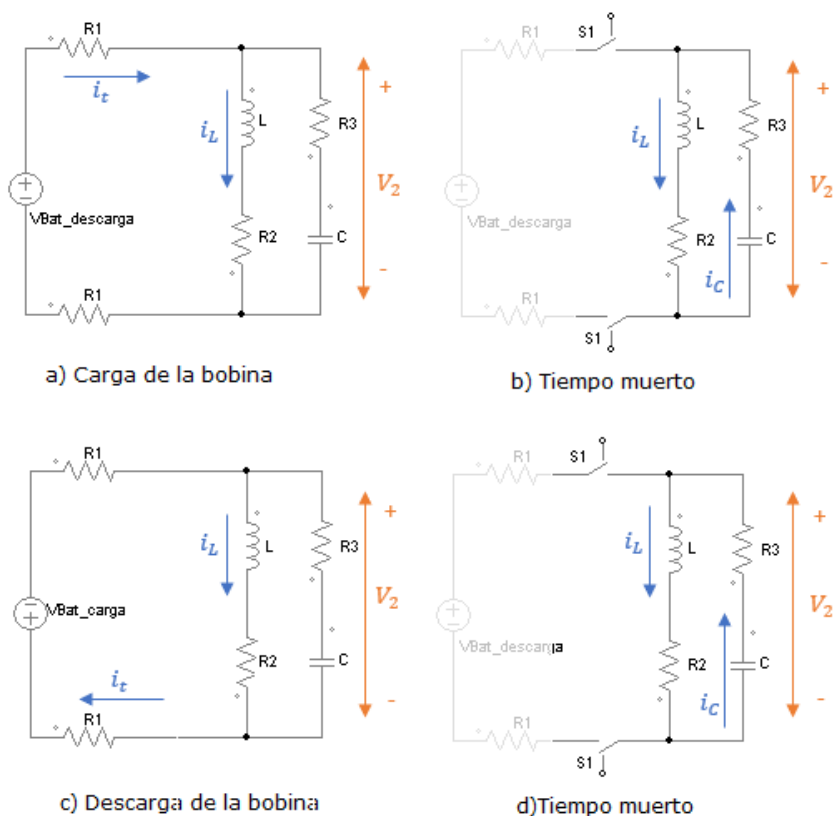 R1
S1
R1
+
+
i_t
i_L
L
R3
i_L
L
R3
V_2
V_2
VBat_descarga
VBat_descarga
R2
C
R2
C
i_C
-
-
R1
R1
S1
a) Carga de la bobina
b) Tiempo muerto
R1
R1
S1
+
+
i_L
L
R3
i_L
L
R3
V_2
V_2
VBat_carga
VBat_descarga
R2
C
R2
C
i_t
i_C
-
-
R1
R1
S1
c) Descarga de la bobina
d)Tiempo muerto